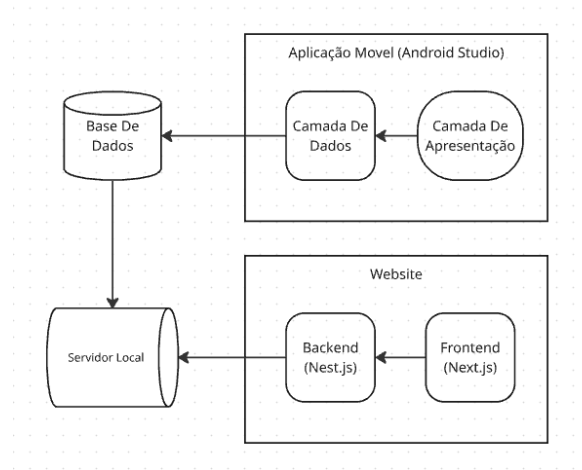 Aplicação Movel (Android Studio)
Base De
Dados
Camada De
Dados
Camada De
Apresentação
Website
Servidor Local
Backend
(Nest.js)
Frontend
(Next.js)